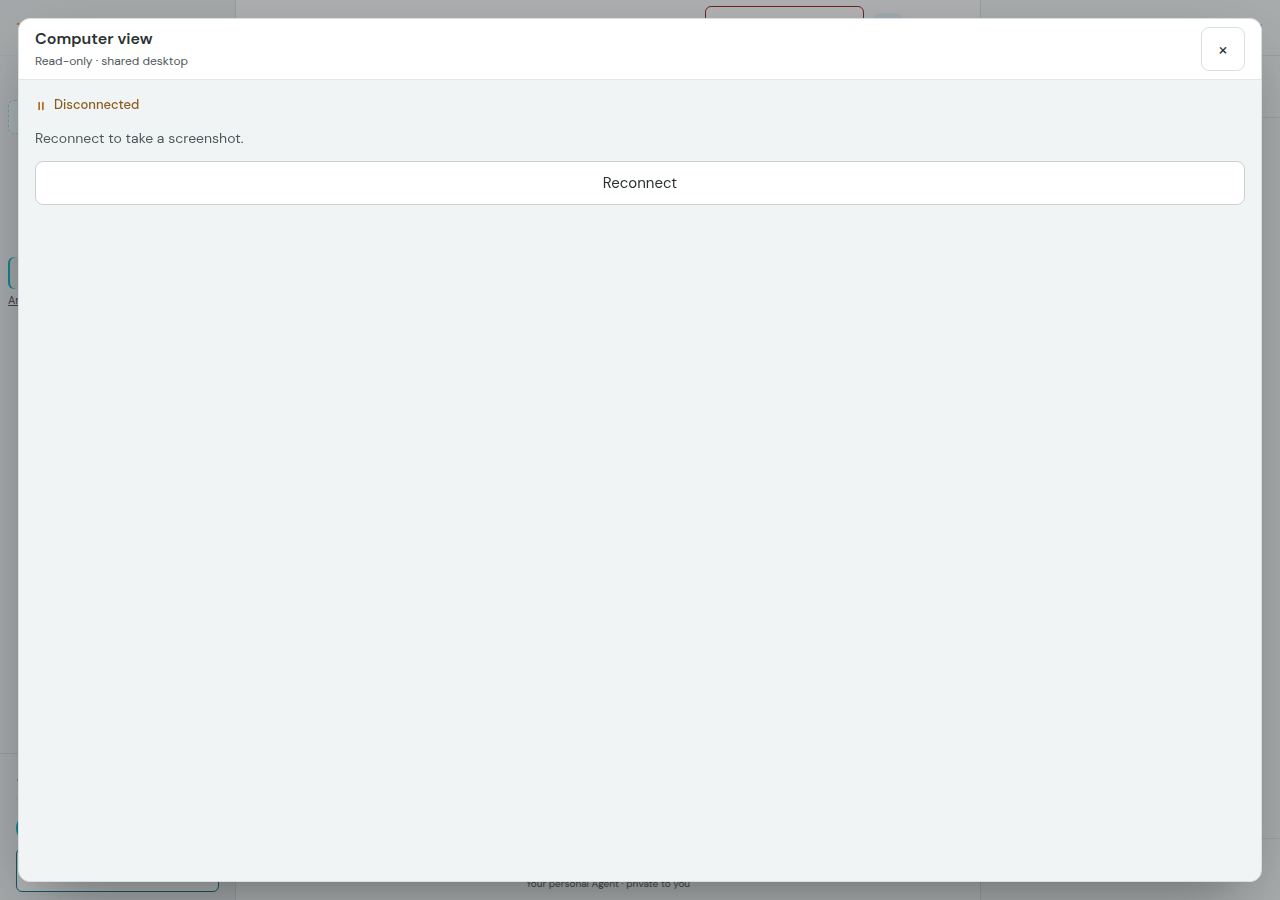 Computer view
Read-only · shared desktop
×
Disconnected
Reconnect to take a screenshot.
Reconnect
Your personal Agent · private to you